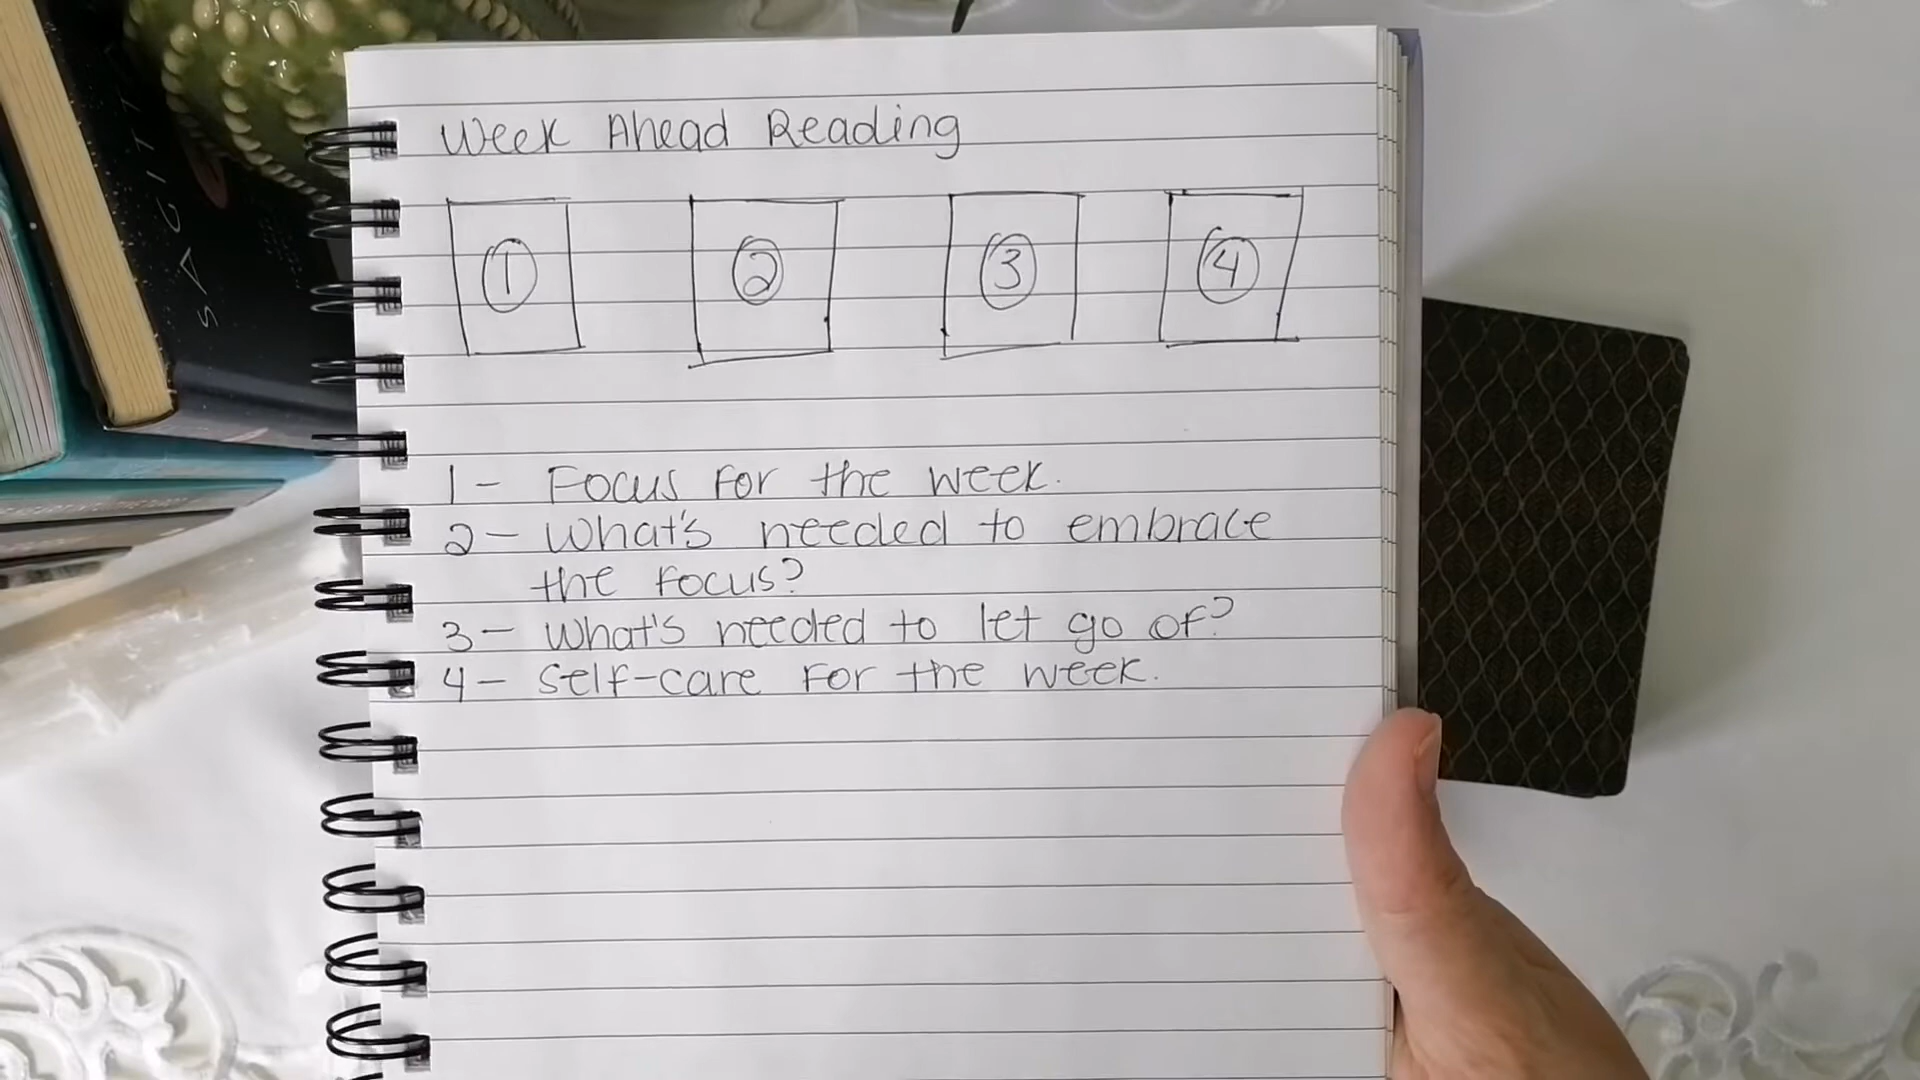 SAGITTA
Week Ahead Reading
1 2 3 4
1- Focus for the week.
2- What's needed to embrace
the focus?
3- What's needed to let go of?
4- Self-care for the week.